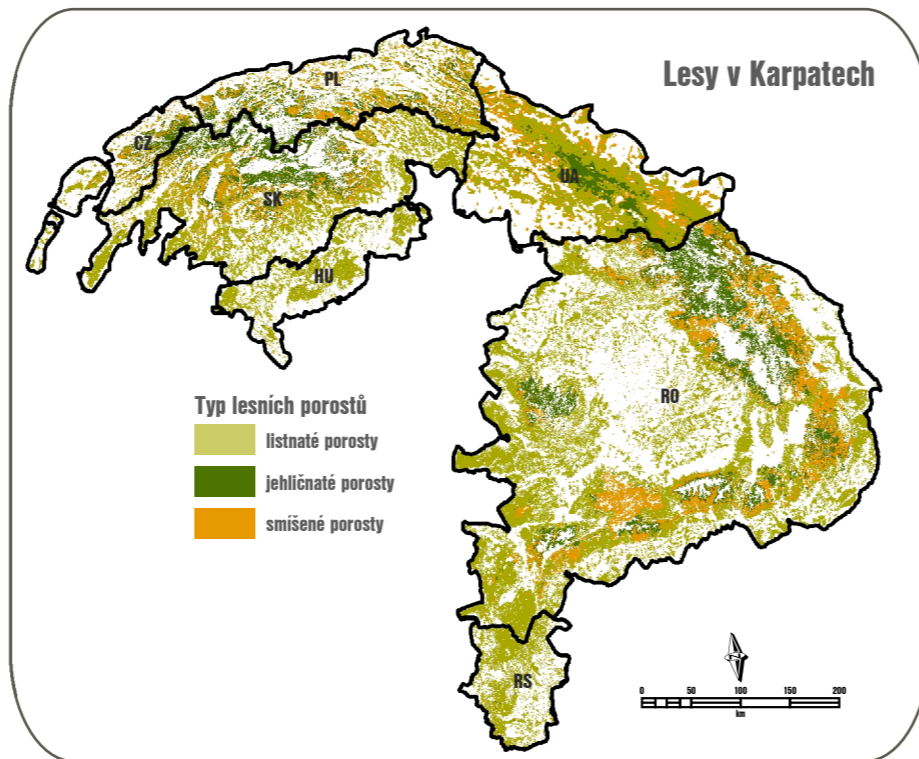 Lesy v Karpatech
PL
CZ
SK
UA
HU
RO
RS
Typ lesních porostů
listnaté porosty
jehličnaté porosty
smíšené porosty
0 50 100 150 200
km